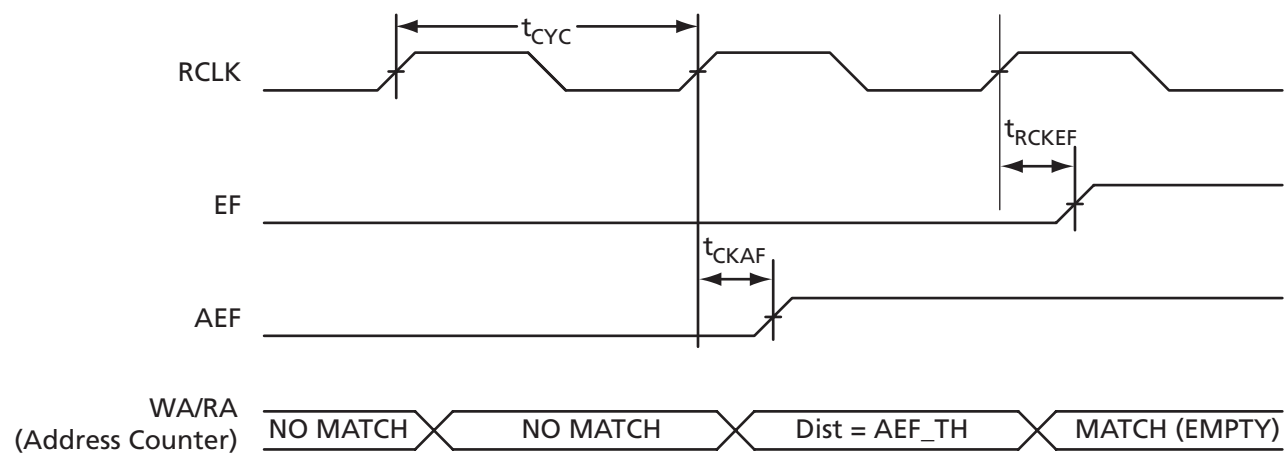 tCYC
RCLK
tRCKEF
EF
tCKAF
AEF
WA/RA
(Address Counter)
NO MATCH
NO MATCH
Dist = AEF_TH
MATCH (EMPTY)